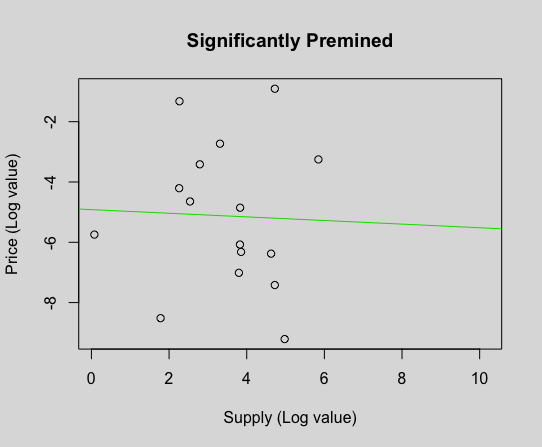 Significantly Premined
Price (Log value)
-2
-4
-6
-8
0 2 4 6 8 10
Supply (Log value)